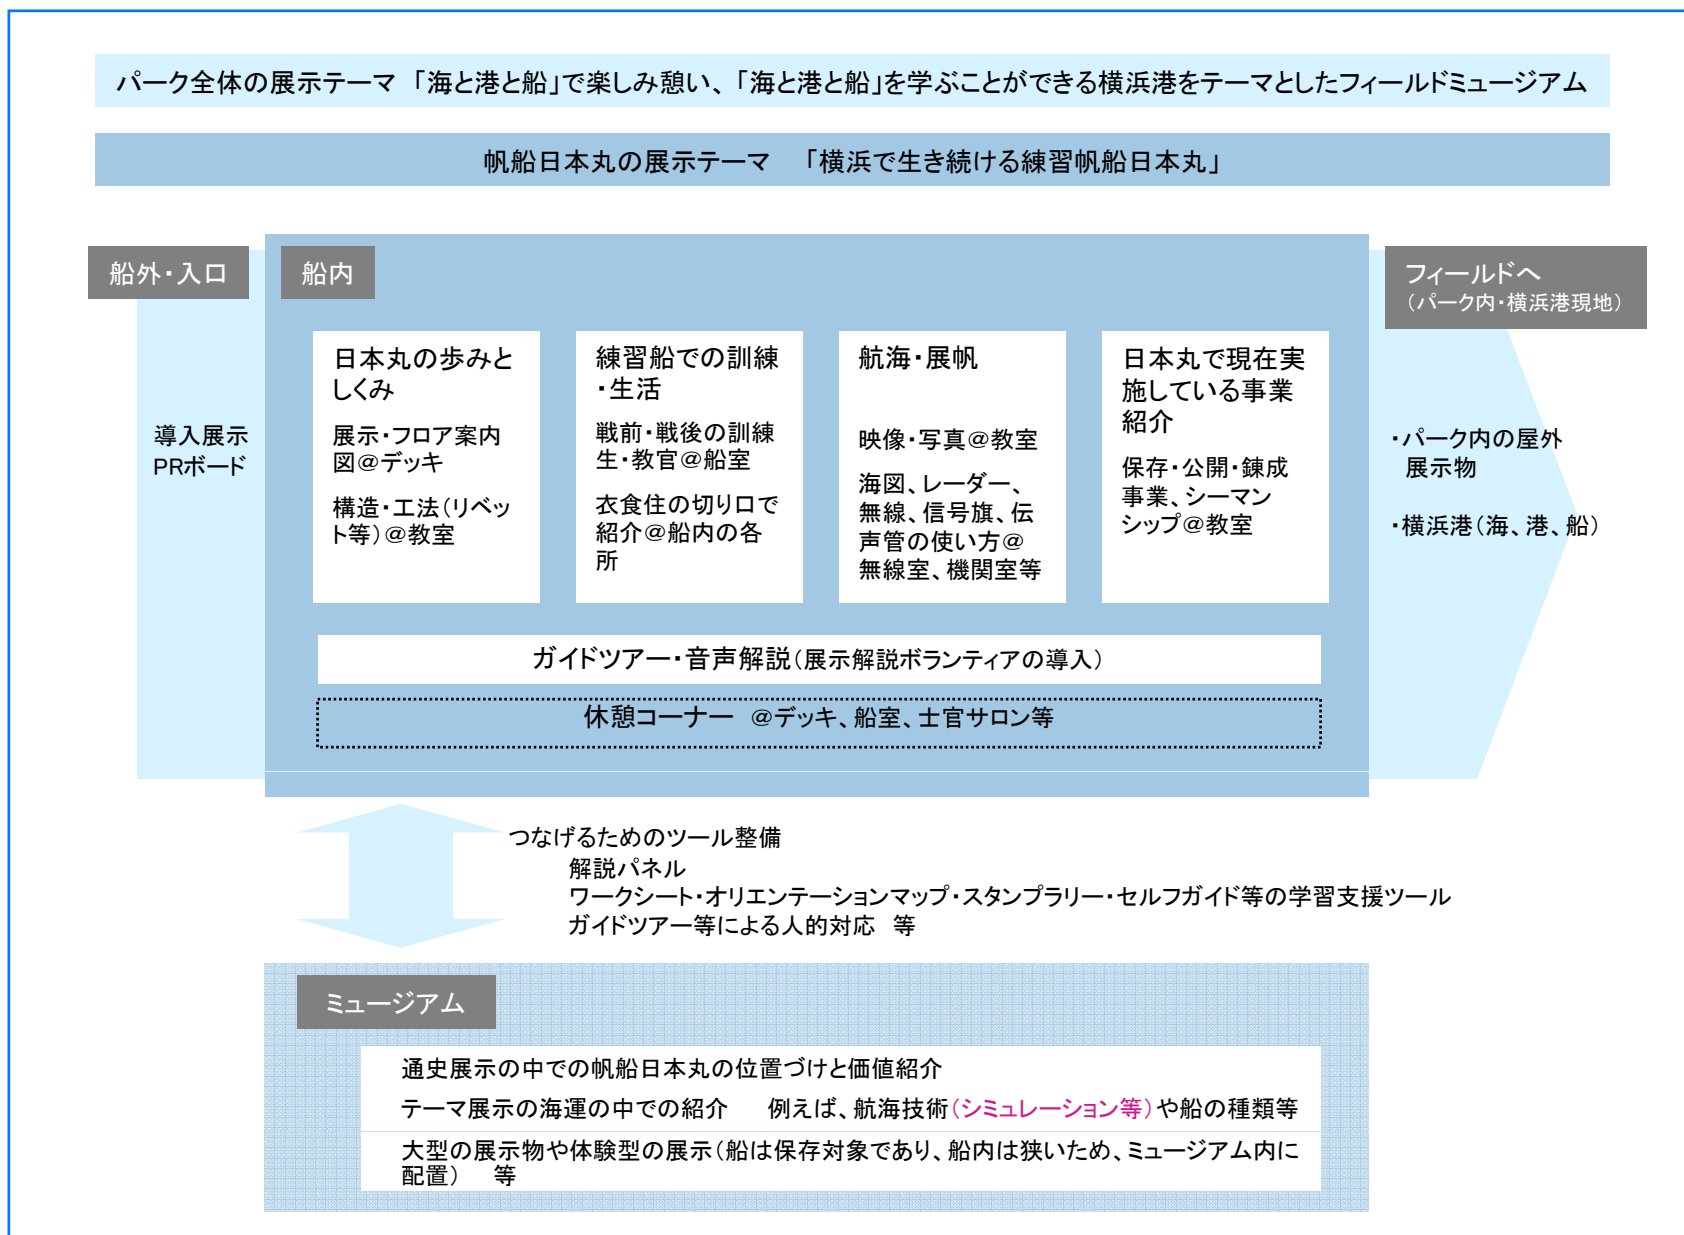 パーク全体の展示テーマ 「海と港と船」で楽しみ憩い、「海と港と船」を学ぶことができる横浜港をテーマとしたフィールドミュージアム
帆船日本丸の展示テーマ 「横浜で生き続ける練習帆船日本丸」
船外・入口
導入展示
PRボード
船内
日本丸の歩みと
しくみ
展示・フロア案内
図@デッキ
構造・工法(リベッ
ト等)@教室
練習船での訓練
・生活
戦前・戦後の訓練
生・教官@船室
衣食住の切り口で
紹介@船内の各
所
航海・展帆
映像・写真@教室
海図、レーダー、
無線、信号旗、伝
声管の使い方@
無線室、機関室等
日本丸で現在実
施している事業
紹介
保存・公開・錬成
事業、シーマン
シップ@教室
ガイドツアー・音声解説(展示解説ボランティアの導入)
休憩コーナー @デッキ、船室、士官サロン等
フィールドへ
(パーク内・横浜港現地)
・パーク内の屋外
展示物
・横浜港(海、港、船)
つなげるためのツール整備
解説パネル
ワークシート・オリエンテーションマップ・スタンプラリー・セルフガイド等の学習支援ツール
ガイドツアー等による人的対応 等
ミュージアム
通史展示の中での帆船日本丸の位置づけと価値紹介
テーマ展示の海運の中での紹介 例えば、航海技術(シミュレーション等)や船の種類等
大型の展示物や体験型の展示(船は保存対象であり、船内は狭いため、ミュージアム内に
配置) 等